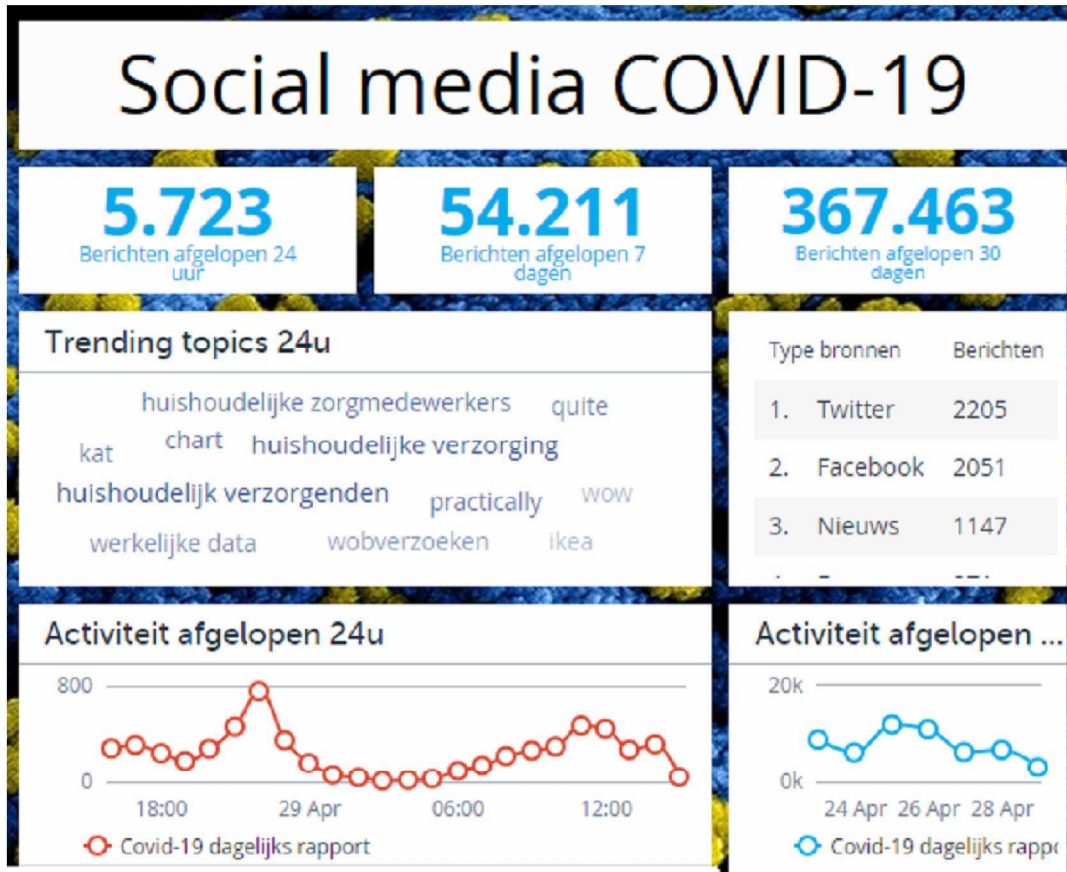 Social media COVID-19
5.723
Berichten afgelopen 24
uur
54.211
Berichten afgelopen 7
dagen
367.463
Berichten afgelopen 30
dagen
Trending topics 24u
huishoudelijke zorgmedewerkers quite
kat chart huishoudelijke verzorging
huishoudelijk verzorgenden practically wow
werkelijke data wobverzoeken ikea
Type bronnen Berichten
1. Twitter 2205
2. Facebook 2051
3. Nieuws 1147
Activiteit afgelopen 24u
800
0
18:00 29 Apr 06:00 12:00
Covid-19 dagelijks rapport
Activiteit afgelopen ...
20k
0k
24 Apr 26 Apr 28 Apr
Covid-19 dagelijks rapp